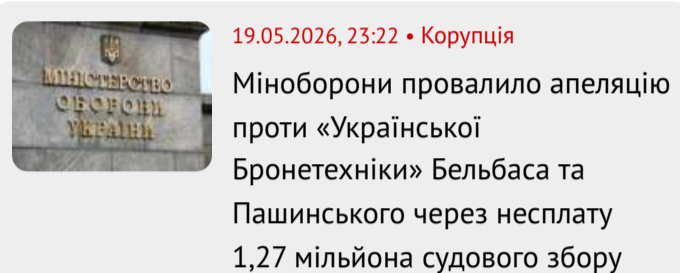 МІНІСТЕРСТВО
ОБОРОНИ
УКРАЇНИ
19.05.2026, 23:22 • Корупція
Міноборони провалило апеляцію
проти «Української
Бронетехніки» Бельбаса та
Пашинського через несплату
1,27 мільйона судового збору